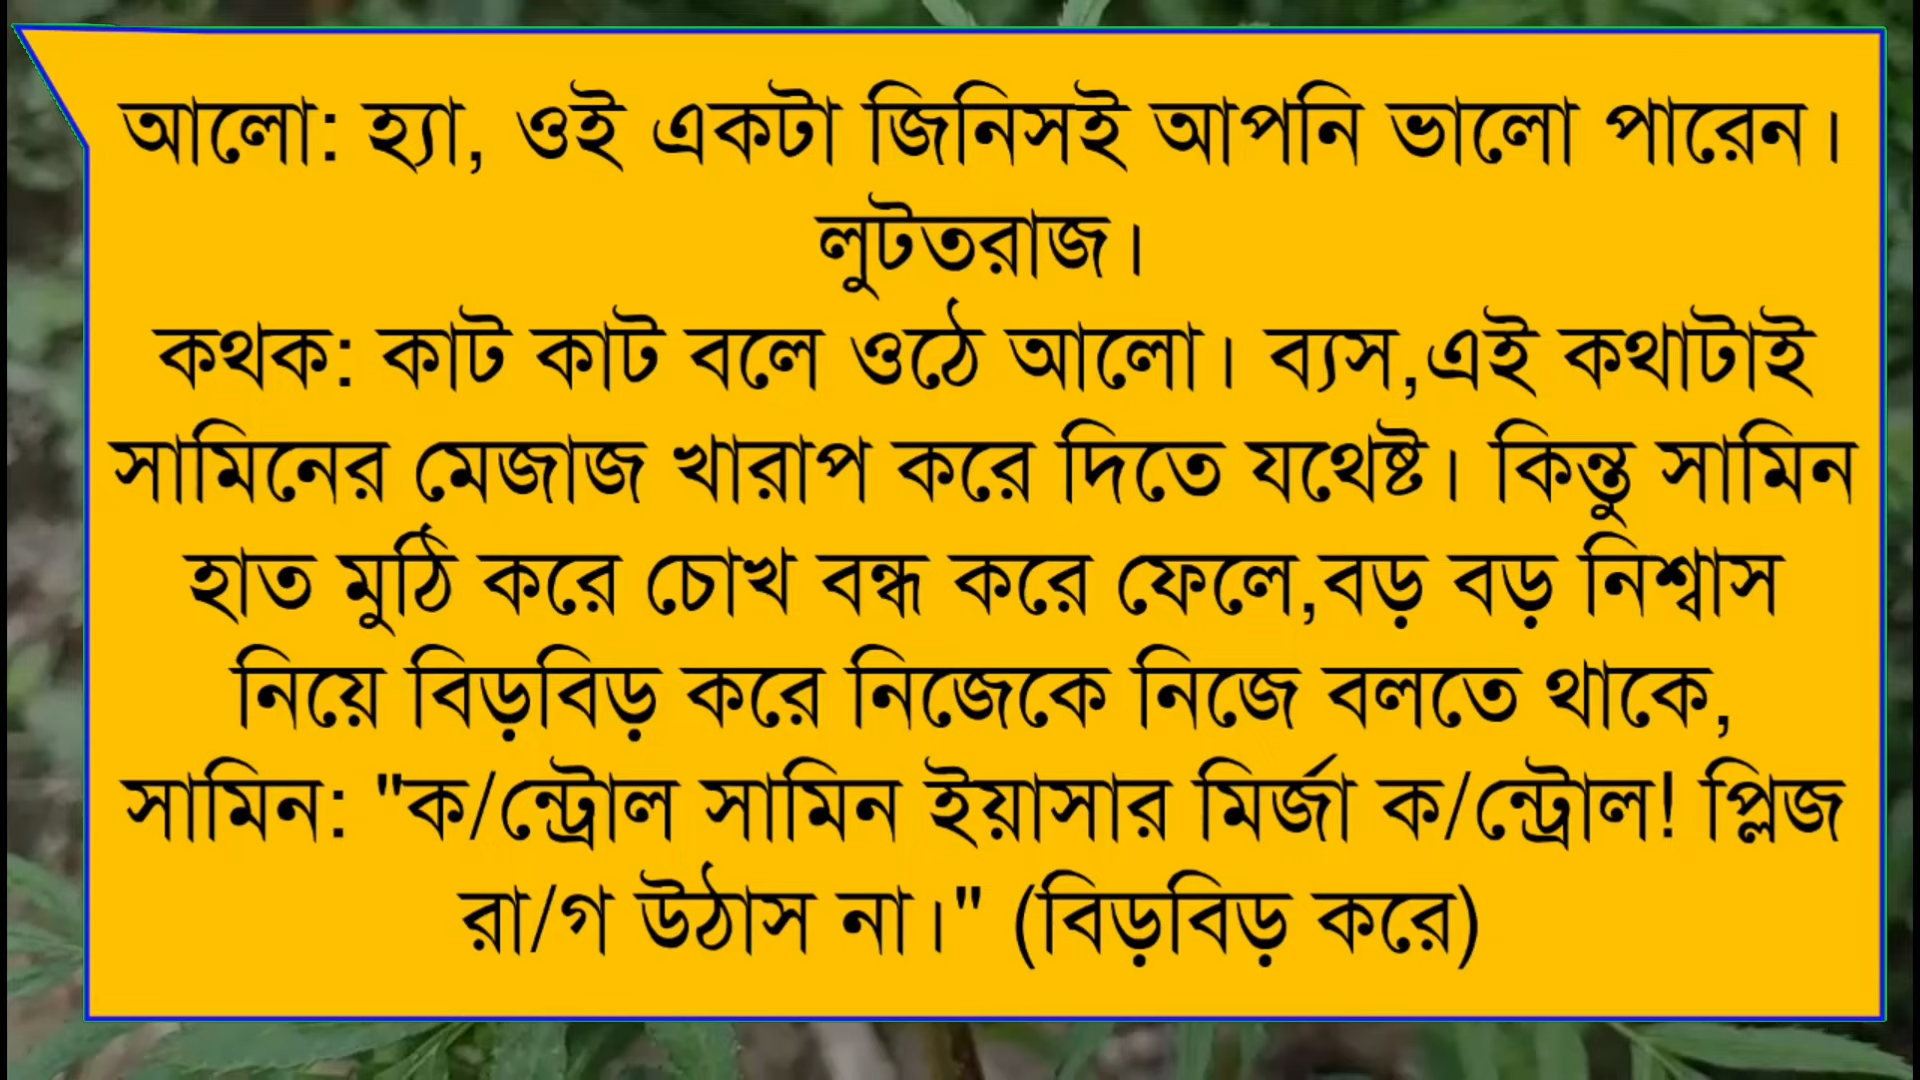 আলো: হ্যা, ওই একটা জিনিসই আপনি ভালো পারেন।
লুটতরাজ।
কথক: কাট কাট বলে ওঠে আলো। ব্যস,এই কথাটাই
সামিনের মেজাজ খারাপ করে দিতে যথেষ্ট। কিন্তু সামিন
হাত মুঠি করে চোখ বন্ধ করে ফেলে,বড় বড় নিশ্বাস
নিয়ে বিড়বিড় করে নিজেকে নিজে বলতে থাকে,
সামিন: "ক/ন্ট্রোল সামিন ইয়াসার মির্জা ক/ন্ট্রোল! প্লিজ
রা/গ উঠাস না।" (বিড়বিড় করে)